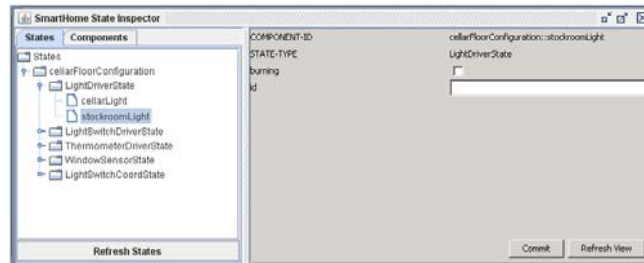 SmartHome State Inspector
States Components
States
cellarFloorConfiguration
LightDriverState
cellarLight
stockroomLight
LightSwitchDriverState
ThermometerDriverState
WindowSensorState
LightSwitchCoordState
Refresh States
COMPONENT-ID cellarFloorConfiguration::stockroomLight
STATE-TYPE LightDriverState
burning
id
Commit Refresh View